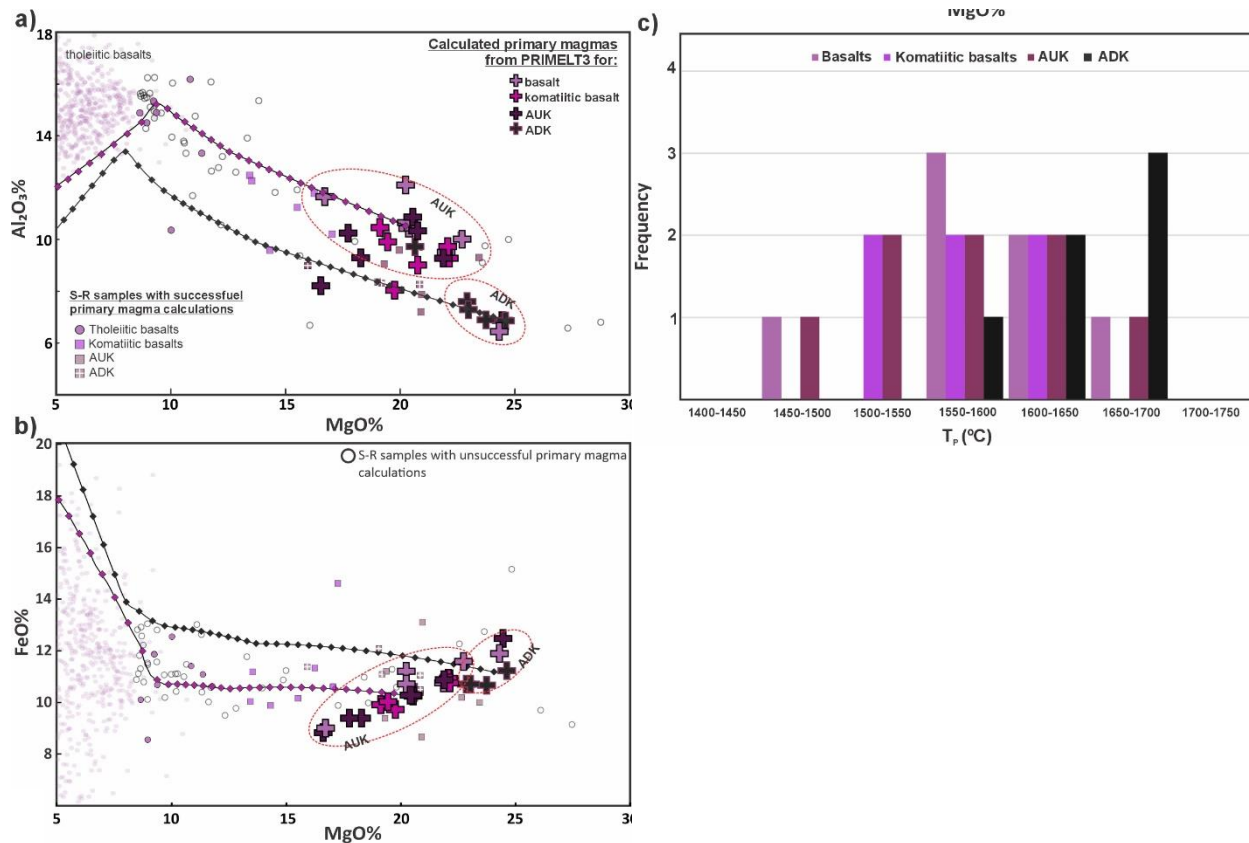 a)
18
14
10
6
Al₂O₃%
tholeiitic basalts
Calculated primary magmas
from PRIMELT3 for:
basalt
komatiitic basalt
AUK
ADK
AUK
ADK
S-R samples with successfuel
primary magma calculations
Tholeiitic basalts
Komatiitic basalts
AUK
ADK
5 10 15 20 25 30
MgO%
b)
20
18
16
14
12
10
8
FeO%
S-R samples with unsuccessful primary magma
calculations
AUK
ADK
5 10 15 20 25 30
MgO%
MgO%
c)
Basalts Komatiitic basalts AUK ADK
4
3
2
1
Frequency
1400-1450 1450-1500 1500-1550 1550-1600 1600-1650 1650-1700 1700-1750
Tₚ (ºC)